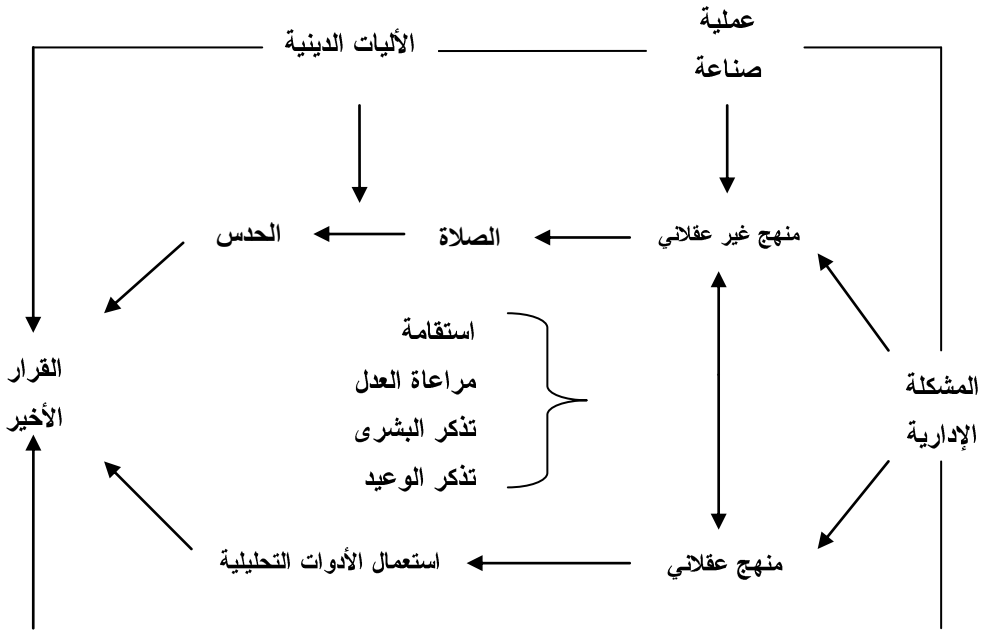 عملية
صناعة
الأليات الدينية
منهج غير عقلاني
الصلاة
الحدس
المشكلة
الإدارية
استقامة
مراعاة العدل
تذكر البشرى
تذكر الوعيد
القرار
الأخير
منهج عقلاني
استعمال الأدوات التحليلية